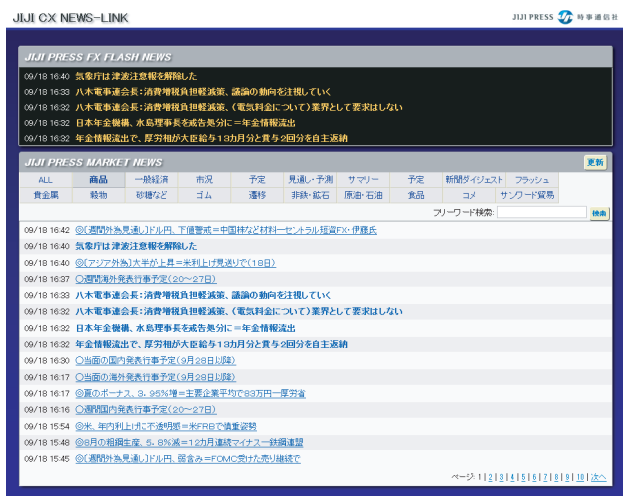 JIJI CX NEWS-LINK
JIJI PRESS 時事通信社
JIJI PRESS FX FLASH NEWS
09/18 16:40 気象庁は津波注意報を解除した
09/18 16:33 八木電事連会長:消費増税負担軽減策、議論の動向を注視していく
09/18 16:32 八木電事連会長:消費増税負担軽減策、(電気料金について)業界として要求はしない
09/18 16:32 日本年金機構、水島理事長を戒告処分に=年金情報流出
09/18 16:32 年金情報流出で、厚労相が大臣給与1カ月分と賞与2回分を自主返納
JIJI PRESS MARKET NEWS 更新
ALL 商品 一般経済 市況 予定 見通し・予測 サマリー 予定 新聞ダイジェスト フラッシュ
貴金属 穀物 砂糖など ゴム 海移 非鉄・鉱石 原油・石油 食品 コメ サンワード貿易
フリーワード検索: 検索
09/18 16:42 ◎〔週間外為見通し〕ドル円、下値警戒=中国株など材料―セントラル短資FX・伊藤氏
09/18 16:40 気象庁は津波注意報を解除した
09/18 16:40 ◎〔アジア外為〕大半が上昇=米利上げ見送りで(18日)
09/18 16:37 ○週間海外発表行事予定(20~27日)
09/18 16:33 八木電事連会長:消費増税負担軽減策、議論の動向を注視していく
09/18 16:32 八木電事連会長:消費増税負担軽減策、(電気料金について)業界として要求はしない
09/18 16:32 日本年金機構、水島理事長を戒告処分に=年金情報流出
09/18 16:32 年金情報流出で、厚労相が大臣給与1カ月分と賞与2回分を自主返納
09/18 16:30 ○当面の国内発表行事予定(9月28日以降)
09/18 16:17 ○当面の海外発表行事予定(9月28日以降)
09/18 16:17 ◎夏のボーナス、3.95%増=主要企業平均で83万円―厚労省
09/18 16:16 ○週間国内発表行事予定(20~27日)
09/18 15:54 ◎米、年内利上げに不透明感=米FRBで慎重姿勢
09/18 15:48 ◎8月の粗鋼生産、5.8%減=12カ月連続マイナス―鉄鋼連盟
09/18 15:45 ◎〔週間外為見通し〕ドル円、弱含み=FOMC受けた売り継続で
ページ: 1 | 2 | 3 | 4 | 5 | 6 | 7 | 8 | 9 | 10 | 次へ